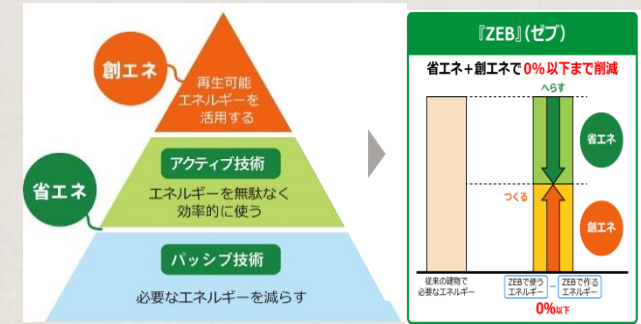 創エネ
再生可能
エネルギーを
活用する
省エネ
アクティブ技術
エネルギーを無駄なく
効率的に使う
パッシブ技術
必要なエネルギーを減らす
『ZEB』(ゼブ)
省エネ+創エネで0%以下まで削減
へらす
省エネ
つくる
創エネ
従来の建物で
必要なエネルギー
ZEBで使う
エネルギー
－
ZEBで作る
エネルギー
0%以下